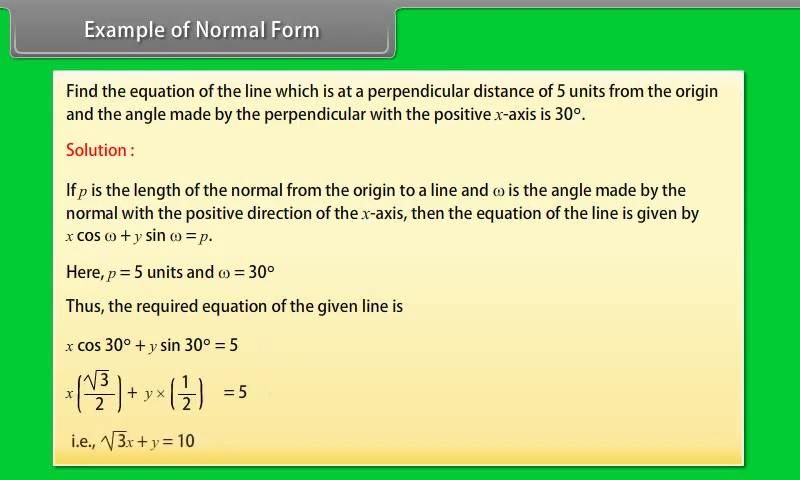 Example of Normal Form
Find the equation of the line which is at a perpendicular distance of 5 units from the origin
and the angle made by the perpendicular with the positive x-axis is 30°.
Solution :
If p is the length of the normal from the origin to a line and ω is the angle made by the
normal with the positive direction of the x-axis, then the equation of the line is given by
x cos ω + y sin ω = p.
Here, p = 5 units and ω = 30°
Thus, the required equation of the given line is
x cos 30° + y sin 30° = 5
x (√3/2) + y × (1/2) = 5
i.e., √3x + y = 10